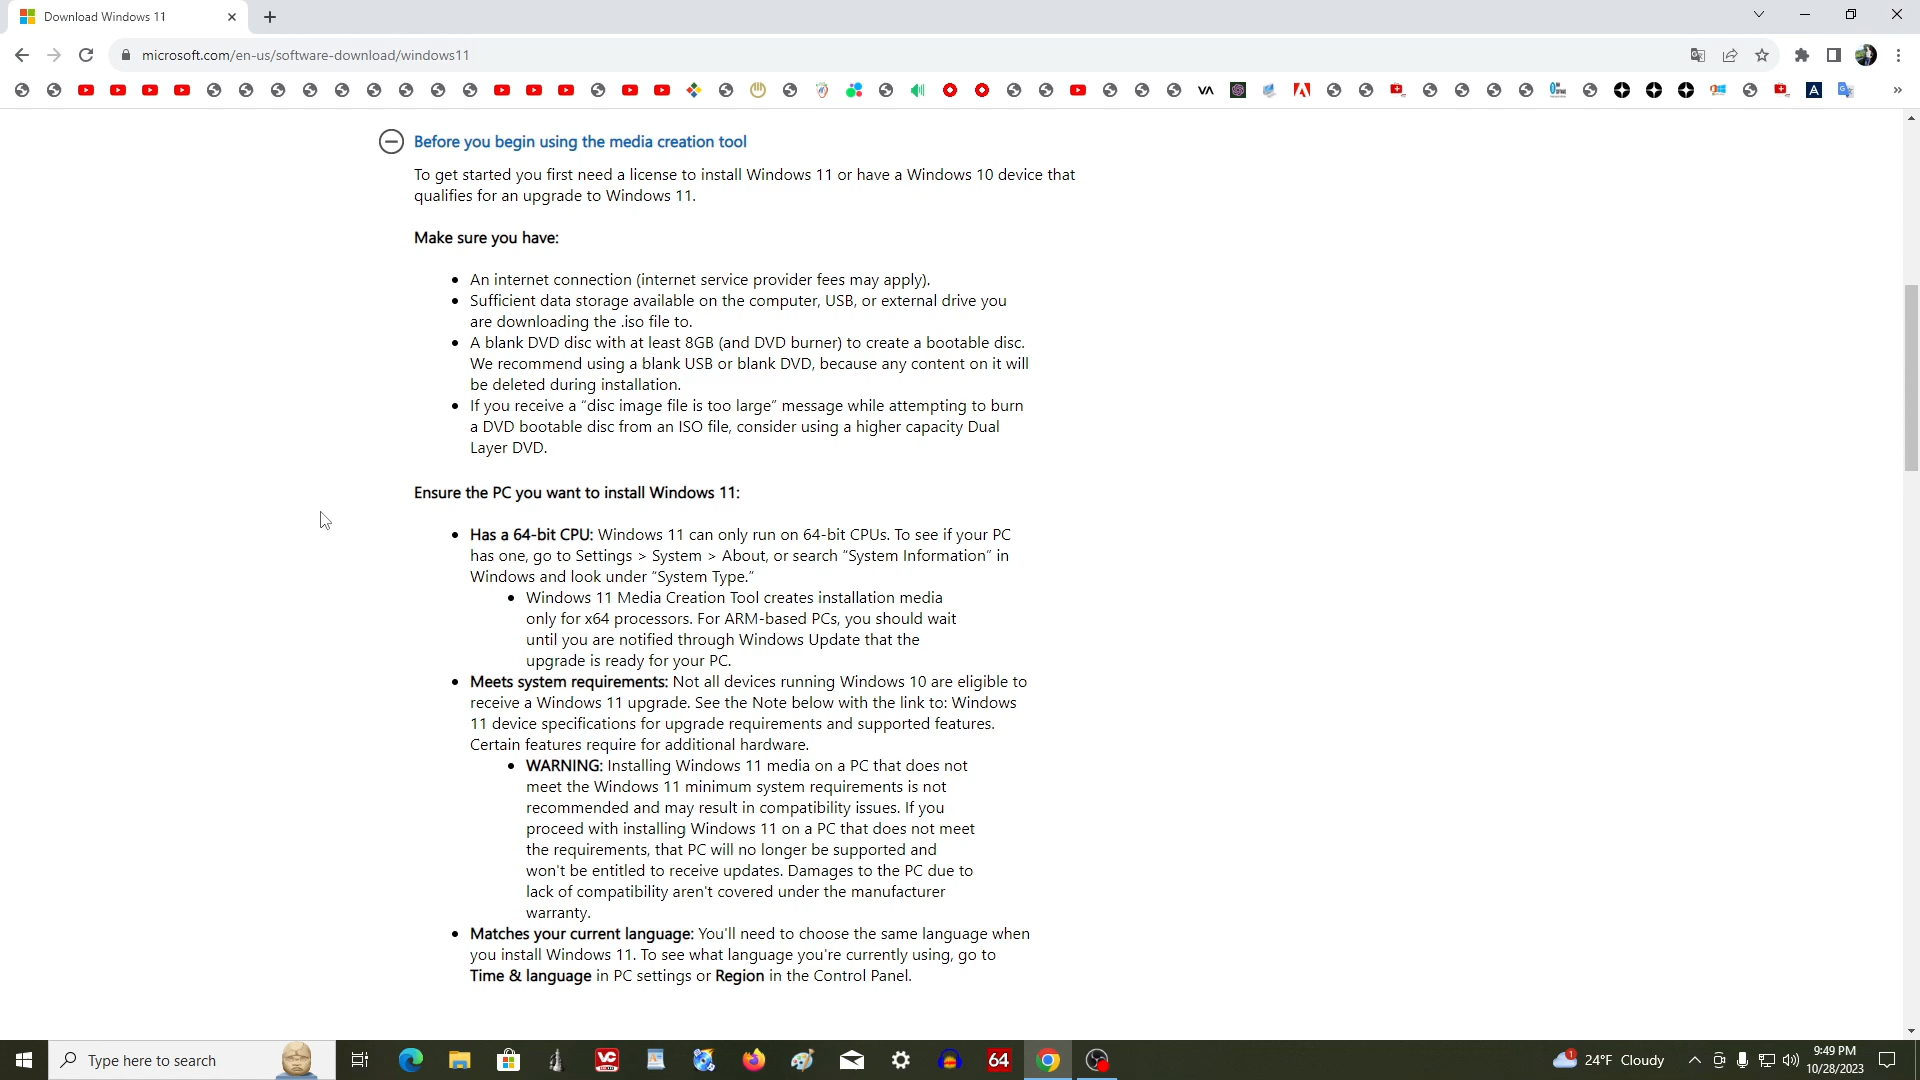 Download Windows 11
microsoft.com/en-us/software-download/windows11
VA
A
Before you begin using the media creation tool
To get started you first need a license to install Windows 11 or have a Windows 10 device that
qualifies for an upgrade to Windows 11.
Make sure you have:
• An internet connection (internet service provider fees may apply).
• Sufficient data storage available on the computer, USB, or external drive you
are downloading the .iso file to.
• A blank DVD disc with at least 8GB (and DVD burner) to create a bootable disc.
We recommend using a blank USB or blank DVD, because any content on it will
be deleted during installation.
• If you receive a “disc image file is too large” message while attempting to burn
a DVD bootable disc from an ISO file, consider using a higher capacity Dual
Layer DVD.
Ensure the PC you want to install Windows 11:
• Has a 64-bit CPU: Windows 11 can only run on 64-bit CPUs. To see if your PC
has one, go to Settings > System > About, or search “System Information” in
Windows and look under “System Type.”
• Windows 11 Media Creation Tool creates installation media
only for x64 processors. For ARM-based PCs, you should wait
until you are notified through Windows Update that the
upgrade is ready for your PC.
• Meets system requirements: Not all devices running Windows 10 are eligible to
receive a Windows 11 upgrade. See the Note below with the link to: Windows
11 device specifications for upgrade requirements and supported features.
Certain features require for additional hardware.
• WARNING: Installing Windows 11 media on a PC that does not
meet the Windows 11 minimum system requirements is not
recommended and may result in compatibility issues. If you
proceed with installing Windows 11 on a PC that does not meet
the requirements, that PC will no longer be supported and
won't be entitled to receive updates. Damages to the PC due to
lack of compatibility aren't covered under the manufacturer
warranty.
• Matches your current language: You'll need to choose the same language when
you install Windows 11. To see what language you're currently using, go to
Time & language in PC settings or Region in the Control Panel.
Type here to search
VC
64
1
24°F Cloudy
9:49 PM
10/28/2023